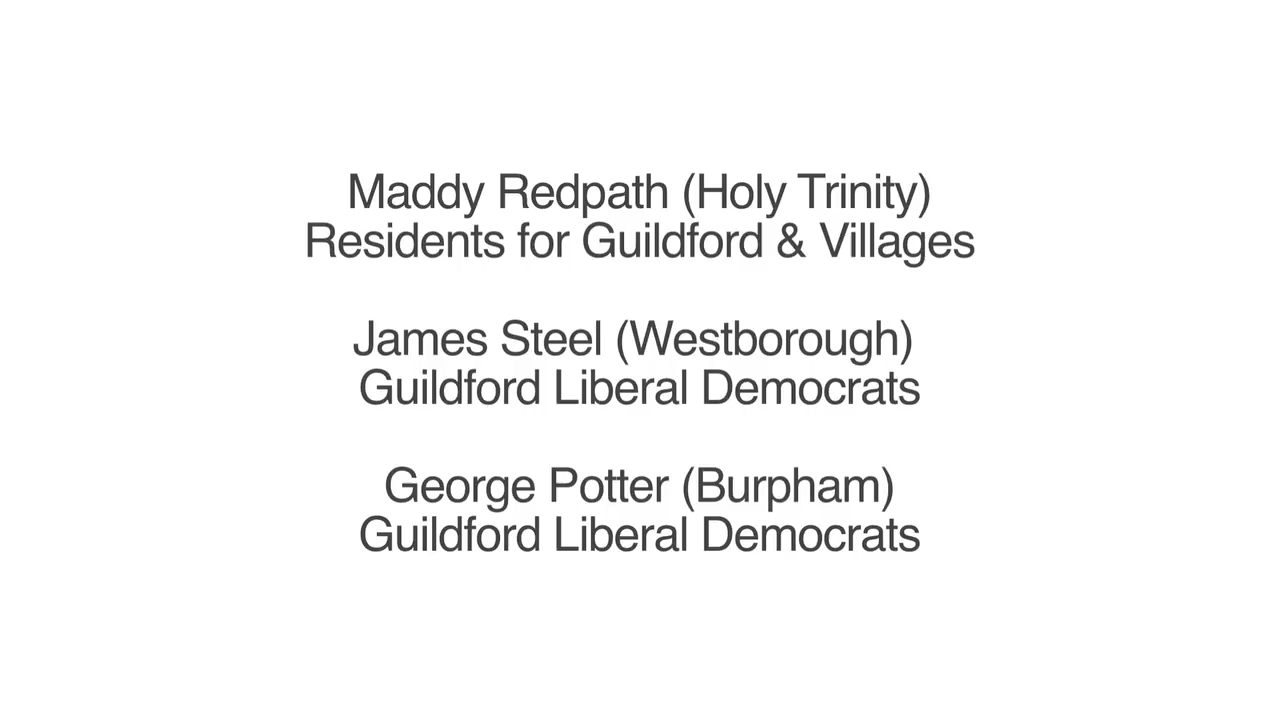 Maddy Redpath (Holy Trinity)
Residents for Guildford & Villages
James Steel (Westborough)
Guildford Liberal Democrats
George Potter (Burpham)
Guildford Liberal Democrats